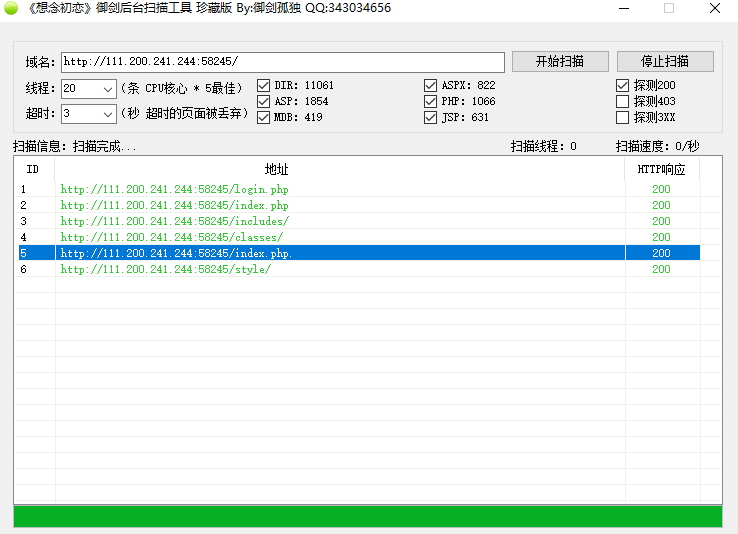 《想念初恋》御剑后台扫描工具 珍藏版 By:御剑孤独 QQ:343034656
域名: http://111.200.241.244:58245/ 开始扫描 停止扫描
线程: 20 (条 CPU核心 * 5最佳) DIR: 11061 ASPX: 822 探测200
ASP: 1854 PHP: 1066 探测403
超时: 3 (秒 超时的页面被丢弃) MDB: 419 JSP: 631 探测3XX
扫描信息: 扫描完成... 扫描线程: 0 扫描速度: 0/秒
ID 地址 HTTP响应
1 http://111.200.241.244:58245/login.php 200
2 http://111.200.241.244:58245/index.php 200
3 http://111.200.241.244:58245/includes/ 200
4 http://111.200.241.244:58245/classes/ 200
5 http://111.200.241.244:58245/index.php. 200
6 http://111.200.241.244:58245/style/ 200